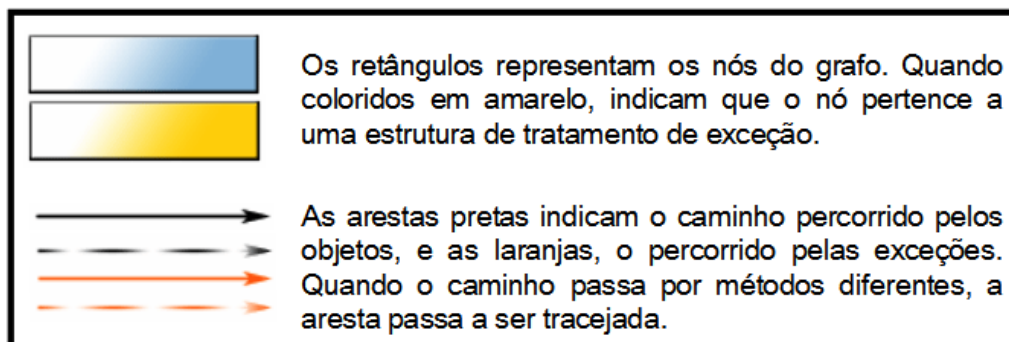 Os retângulos representam os nós do grafo. Quando
coloridos em amarelo, indicam que o nó pertence a
uma estrutura de tratamento de exceção.
As arestas pretas indicam o caminho percorrido pelos
objetos, e as laranjas, o percorrido pelas exceções.
Quando o caminho passa por métodos diferentes, a
aresta passa a ser tracejada.